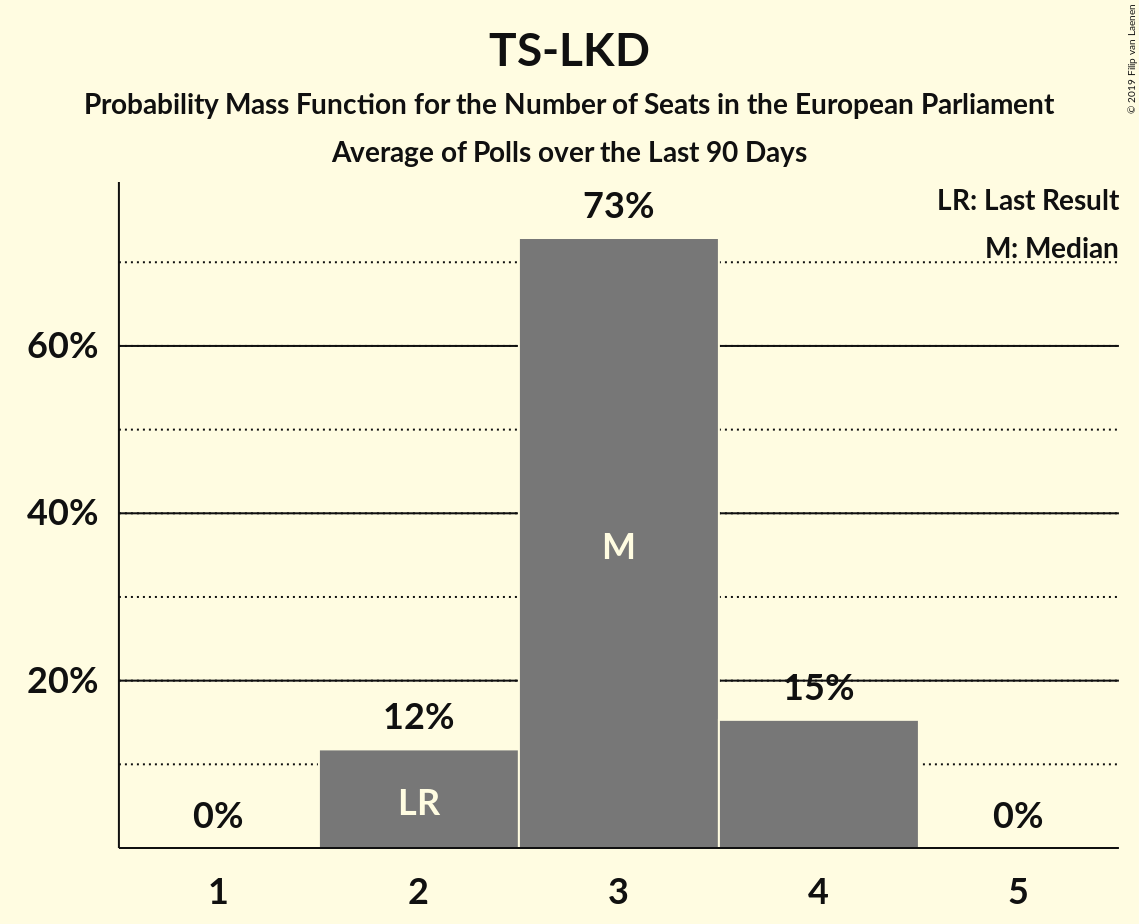 TS-LKD
Probability Mass Function for the Number of Seats in the European Parliament
Average of Polls over the Last 90 Days
© 2019 Filip van Laenen
LR: Last Result
M: Median
73%
60%
40%
M
20%
15%
12%
LR
0%
0%
1 2 3 4 5